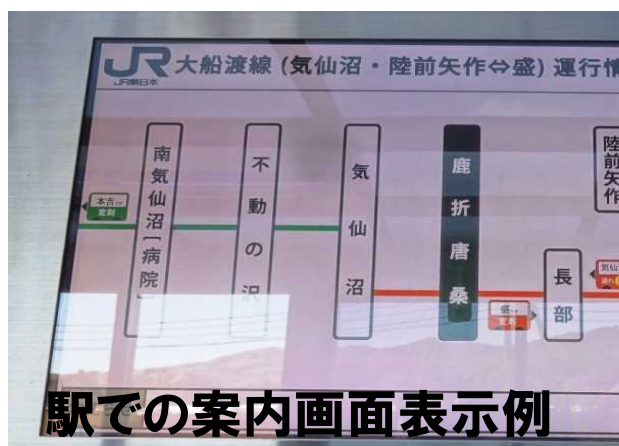 JR 大船渡線 (気仙沼・陸前矢作⇔盛) 運行情
JR東日本
本吉
定刻
南気仙沼[病院]
不動の沢
気仙沼
鹿折唐桑
陸前矢作
長部
気仙
盛
駅での案内画面表示例